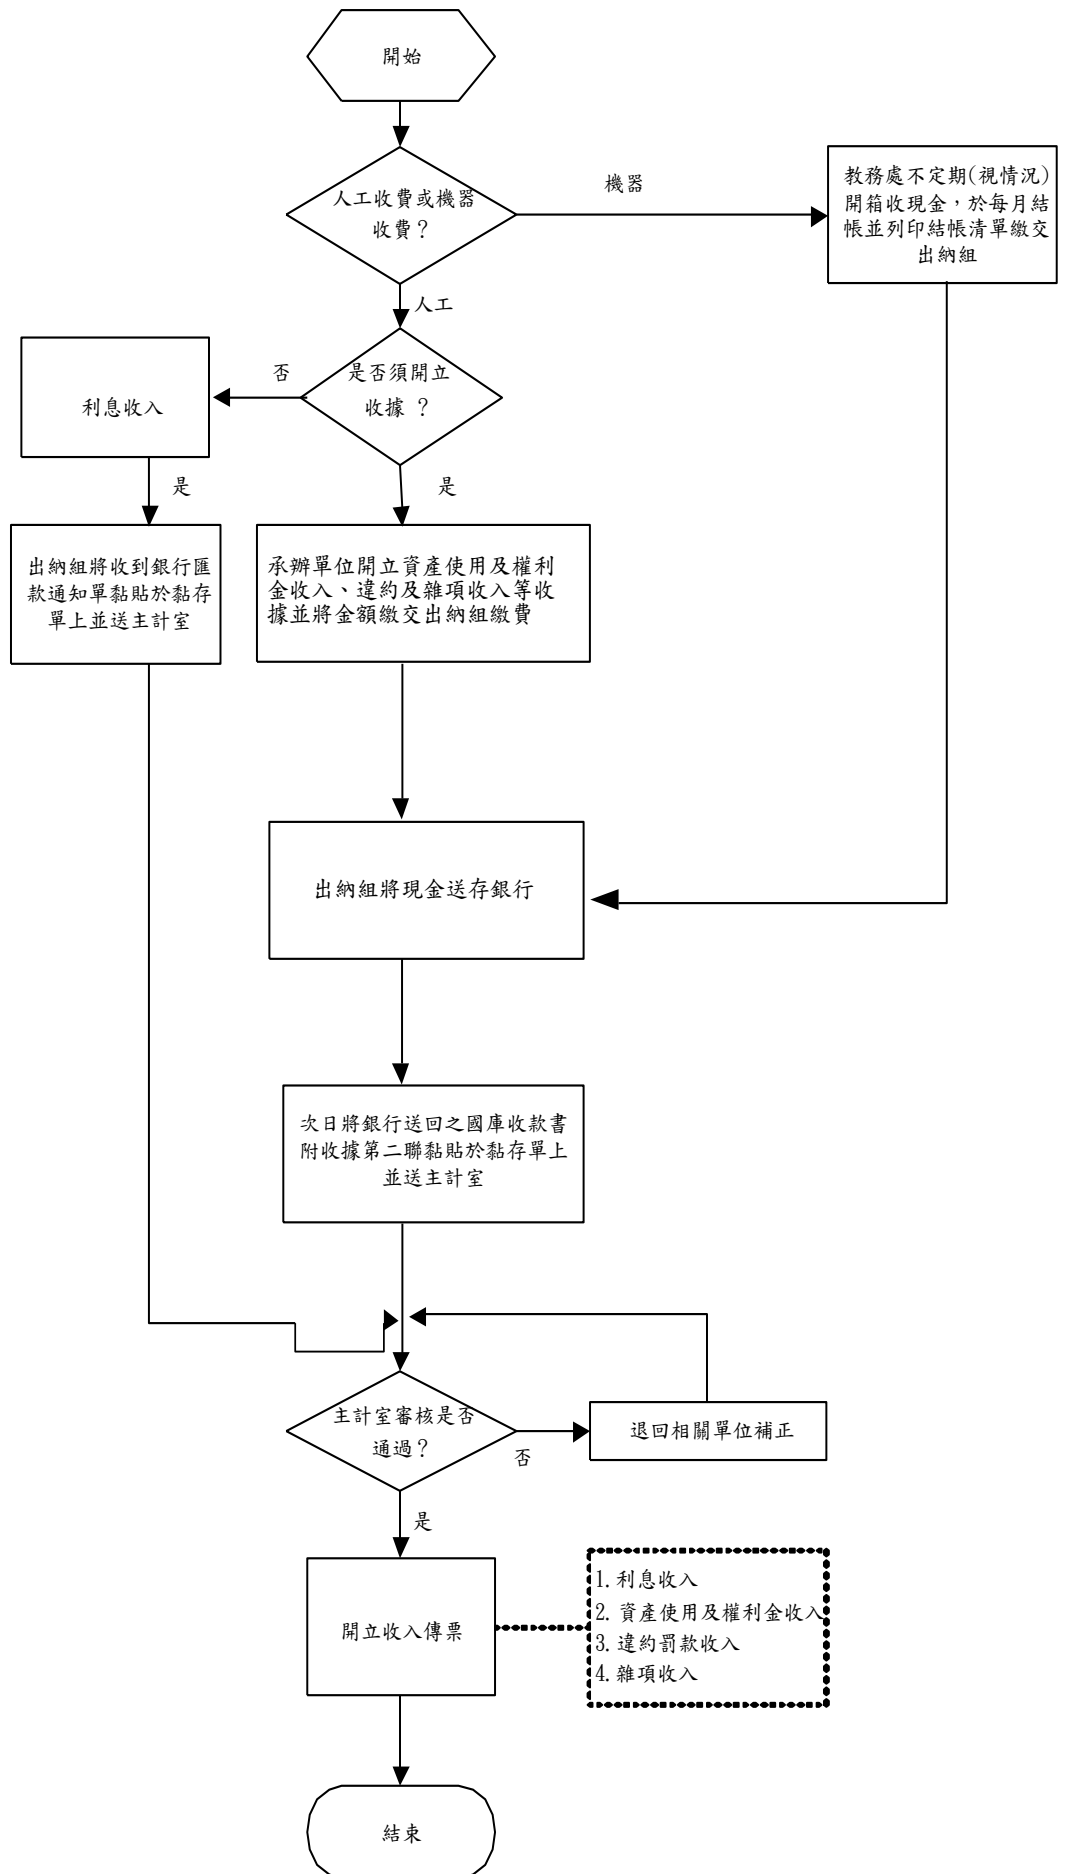 開始
人工收費或機器
收費？
機器
教務處不定期(視情況)
開箱收現金，於每月結
帳並列印結帳清單繳交
出納組
人工
是否須開立
收據 ？
否
利息收入
是
是
出納組將收到銀行匯
款通知單黏貼於黏存
單上並送主計室
承辦單位開立資產使用及權利
金收入、違約及雜項收入等收
據並將金額繳交出納組繳費
出納組將現金送存銀行
次日將銀行送回之國庫收款書
附收據第二聯黏貼於黏存單上
並送主計室
主計室審核是否
通過？
否
退回相關單位補正
是
開立收入傳票
1. 利息收入
2. 資產使用及權利金收入
3. 違約罰款收入
4. 雜項收入
結束